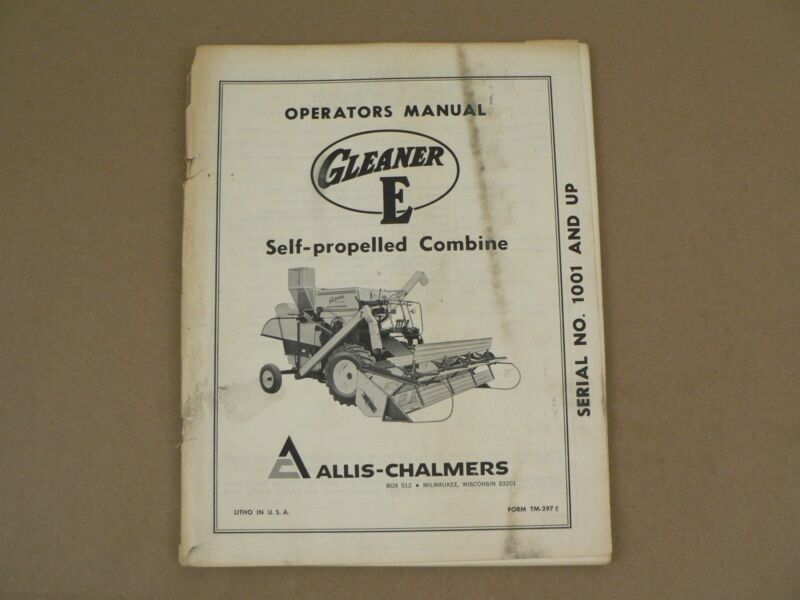 OPERATORS MANUAL
GLEANER
E
Self-propelled Combine
SERIAL NO. 1001 AND UP
Gleaner
ALLIS-CHALMERS
BOX 512 • MILWAUKEE, WISCONSIN 53201
LITHO IN U.S.A.
FORM TM-297 E